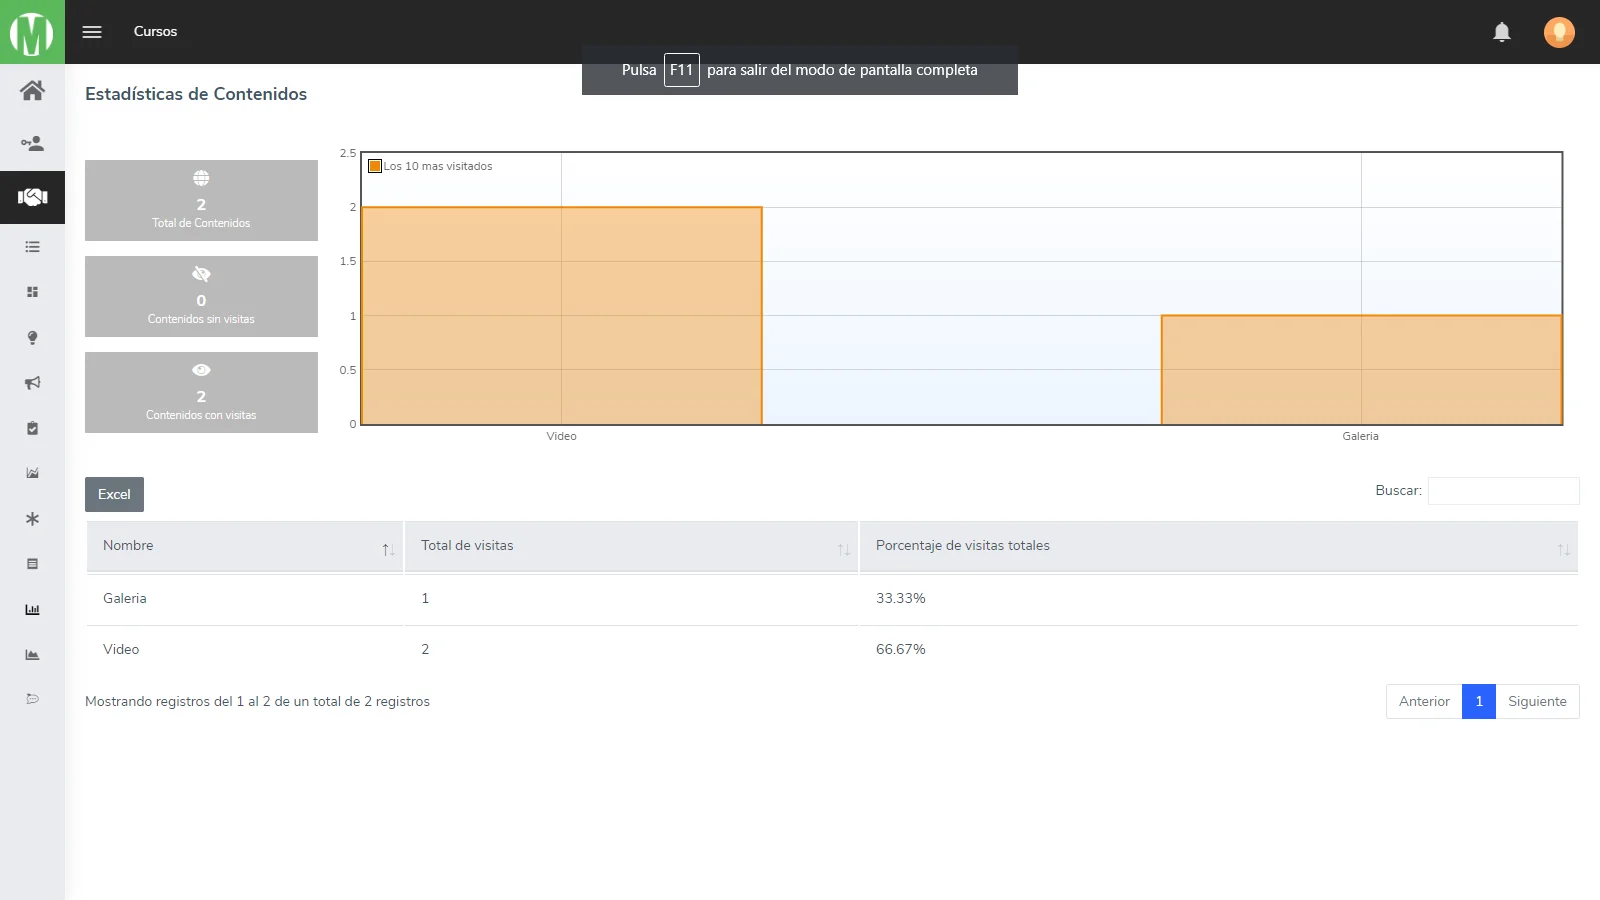 M
Cursos
Pulsa F11 para salir del modo de pantalla completa
Estadísticas de Contenidos
2
Total de Contenidos
0
Contenidos sin visitas
2
Contenidos con visitas
2.5
2
1.5
1
0.5
0
Los 10 mas visitados
Video
Galeria
Excel
Buscar:
Nombre
Total de visitas
Porcentaje de visitas totales
Galeria
1
33.33%
Video
2
66.67%
Mostrando registros del 1 al 2 de un total de 2 registros
Anterior
1
Siguiente